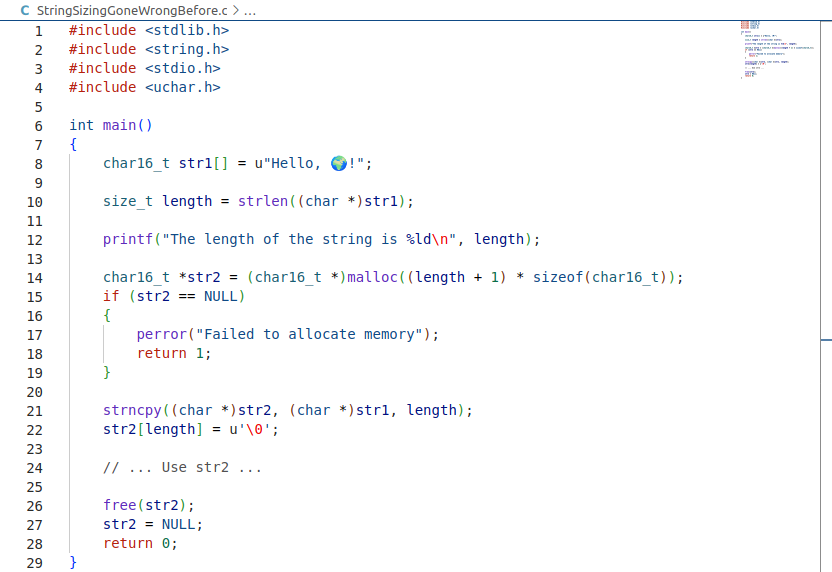 C StringSizingGoneWrongBefore.c > ...
1 #include <stdlib.h>
2 #include <string.h>
3 #include <stdio.h>
4 #include <uchar.h>
5
6 int main()
7 {
8     char16_t str1[] = u"Hello, 🌍!";
9
10     size_t length = strlen((char *)str1);
11
12     printf("The length of the string is %ld\n", length);
13
14     char16_t *str2 = (char16_t *)malloc((length + 1) * sizeof(char16_t));
15     if (str2 == NULL)
16     {
17         perror("Failed to allocate memory");
18         return 1;
19     }
20
21     strncpy((char *)str2, (char *)str1, length);
22     str2[length] = u'\0';
23
24     // ... Use str2 ...
25
26     free(str2);
27     str2 = NULL;
28     return 0;
29 }